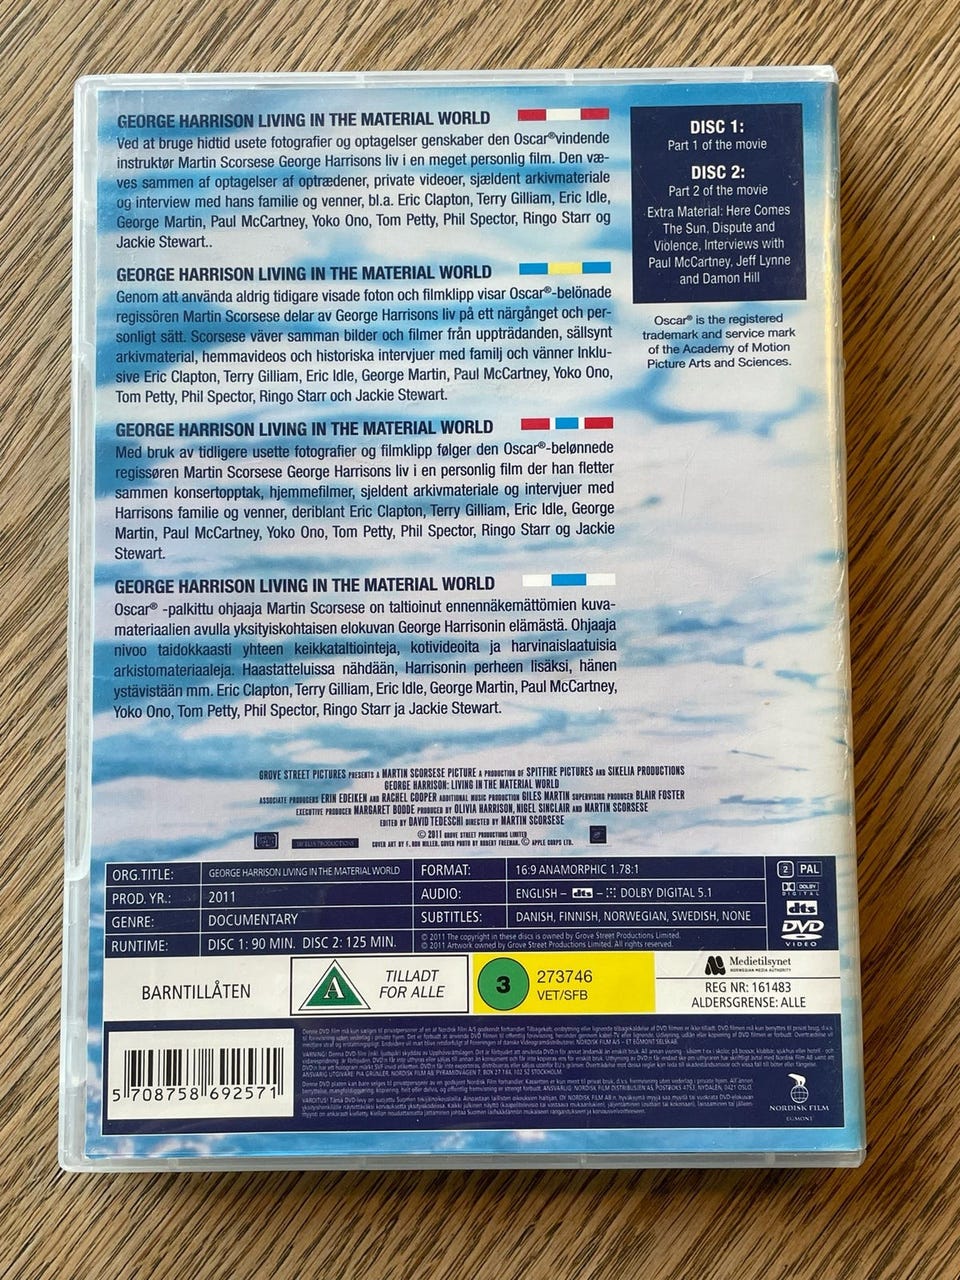 GEORGE HARRISON LIVING IN THE MATERIAL WORLD
Ved at bruge hidtid usete fotografier og optagelser genskaber den Oscar®vindende
instruktør Martin Scorsese George Harrisons liv i en meget personlig film. Den væ-
ves sammen af optagelser af optrædener, private videoer, sjældent arkivmateriale
og interview med hans familie og venner, bl.a. Eric Clapton, Terry Gilliam, Eric Idle,
George Martin, Paul McCartney, Yoko Ono, Tom Petty, Phil Spector, Ringo Starr og
Jackie Stewart..
GEORGE HARRISON LIVING IN THE MATERIAL WORLD
Genom att använda aldrig tidigare visade foton och filmklipp visar Oscar®-belönade
regissören Martin Scorsese delar av George Harrisons liv på ett närgånget och per-
sonligt sätt. Scorsese väver samman bilder och filmer från uppträdanden, sällsynt
arkivmaterial, hemmavideos och historiska intervjuer med familj och vänner Inklu-
sive Eric Clapton, Terry Gilliam, Eric Idle, George Martin, Paul McCartney, Yoko Ono,
Tom Petty, Phil Spector, Ringo Starr och Jackie Stewart.
GEORGE HARRISON LIVING IN THE MATERIAL WORLD
Med bruk av tidligere usette fotografier og filmklipp følger den Oscar®-belønnede
regissøren Martin Scorsese George Harrisons liv i en personlig film der han fletter
sammen konsertopptak, hjemmefilmer, sjeldent arkivmateriale og intervjuer med
Harrisons familie og venner, deriblant Eric Clapton, Terry Gilliam, Eric Idle, George
Martin, Paul McCartney, Yoko Ono, Tom Petty, Phil Spector, Ringo Starr og Jackie
Stewart.
GEORGE HARRISON LIVING IN THE MATERIAL WORLD
Oscar® -palkittu ohjaaja Martin Scorsese on taltioinut ennennäkemättömien kuva-
materiaalien avulla yksityiskohtaisen elokuvan George Harrisonin elämästä. Ohjaaja
nivoo taidokkaasti yhteen keikkataltiointeja, kotivideoita ja harvinaislaatuisia
arkistomateriaaleja. Haastatteluissa nähdään, Harrisonin perheen lisäksi, hänen
ystävistään mm. Eric Clapton, Terry Gilliam, Eric Idle, George Martin, Paul McCartney,
Yoko Ono, Tom Petty, Phil Spector, Ringo Starr ja Jackie Stewart.
DISC 1:
Part 1 of the movie
DISC 2:
Part 2 of the movie
Extra Material: Here Comes
The Sun, Dispute and
Violence, Interviews with
Paul McCartney, Jeff Lynne
and Damon Hill
Oscar® is the registered
trademark and service mark
of the Academy of Motion
Picture Arts and Sciences.
GROVE STREET PICTURES PRESENTS A MARTIN SCORSESE PICTURE A PRODUCTION OF SPITFIRE PICTURES AND SIKELIA PRODUCTIONS
GEORGE HARRISON: LIVING IN THE MATERIAL WORLD
ASSOCIATE PRODUCERS ERIN EDEIKEN AND RACHEL COOPER ADDITIONAL MUSIC PRODUCTION GILES MARTIN SUPERVISING PRODUCER BLAIR FOSTER
EXECUTIVE PRODUCER MARGARET BODDE PRODUCED BY OLIVIA HARRISON, NIGEL SINCLAIR AND MARTIN SCORSESE
EDITED BY DAVID TEDESCHI DIRECTED BY MARTIN SCORSESE
© 2011 GROVE STREET PRODUCTIONS LIMITED
COVER ART BY F. RON MILLER. COVER PHOTO BY ROBERT FREEMAN. © APPLE CORPS LTD.
SIKELIA PRODUCTIONS
ORG.TITLE: GEORGE HARRISON LIVING IN THE MATERIAL WORLD
PROD. YR.: 2011
GENRE: DOCUMENTARY
RUNTIME: DISC 1: 90 MIN. DISC 2: 125 MIN.
FORMAT: 16:9 ANAMORPHIC 1.78:1
AUDIO: ENGLISH – dts – DOLBY DIGITAL 5.1
SUBTITLES: DANISH, FINNISH, NORWEGIAN, SWEDISH, NONE
© 2011 The copyright in these discs is owned by Grove Street Productions Limited.
© 2011 Artwork owned by Grove Street Productions Limited. All rights reserved.
2 PAL
DOLBY
DIGITAL
dts
DVD
VIDEO
BARNTILLÅTEN
A
TILLADT
FOR ALLE
3
273746
VET/SFB
Medietilsynet
NORWEGIAN MEDIA AUTHORITY
REG NR: 161483
ALDERSGRENSE: ALLE
5 708758 692571
NORDISK FILM
EGMONT